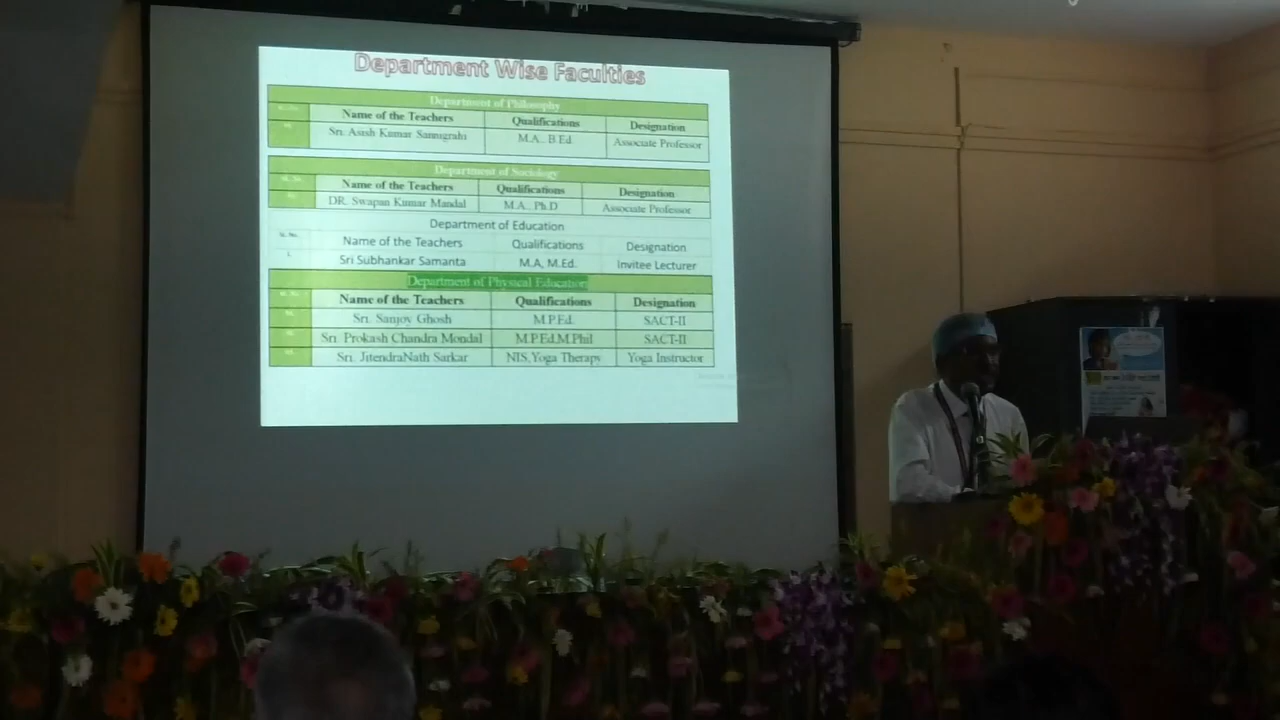 Department Wise Faculties
Department of Philosophy
Name of the Teachers Qualifications Designation
Sri. Asish Kumar Samugrahi M.A., B.Ed. Associate Professor
Department of Sociology
Name of the Teachers Qualifications Designation
DR. Swapan Kumar Mandal M.A., Ph.D Associate Professor
Department of Education
Sr. No. Name of the Teachers Qualifications Designation
1. Sri Subhankar Samanta M.A, M.Ed. Invitee Lecturer
Department of Physical Education
Name of the Teachers Qualifications Designation
Sri. Sanjoy Ghosh M.P.Ed. SACT-II
Sri. Prokash Chandra Mondal M.P.Ed,M.Phil SACT-II
Sri. JitendraNath Sarkar NIS,Yoga Therapy Yoga Instructor